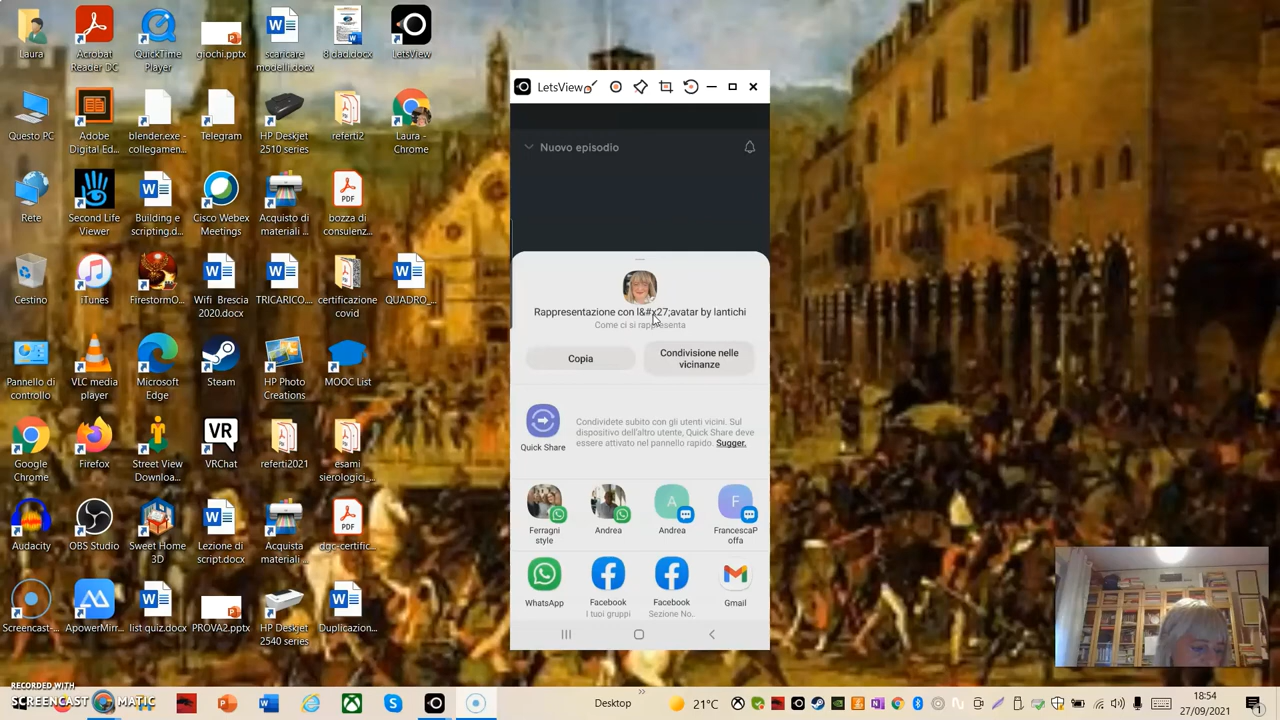 Laura
Acrobat
Reader DC
QuickTime
Player
giochi.pptx
scaricare
modelli.docx
8 dad.docx
LetsView
Questo PC
Adobe
Digital Ed...
blender.exe -
collegamen...
Telegram
HP Deskjet
2510 series
referti2
Laura -
Chrome
Rete
Second Life
Viewer
Building e
scripting.d...
Cisco Webex
Meetings
Acquisto di
materiali ...
bozza di
consulenz...
Cestino
iTunes
FirestormO...
Wifi Brescia
2020.docx
TRICARICO....
certificazione
covid
QUADRO_...
Pannello di
controllo
VLC media
player
Microsoft
Edge
Steam
HP Photo
Creations
MOOC List
Google
Chrome
Firefox
Street View
Downloa...
VR
VRChat
referti2021
esami
sierologici_...
Audacity
OBS Studio
Sweet Home
3D
Lezione di
script.docx
Acquista
materiali ...
dgc-certific...
Screencast-...
ApowerMirr...
list quiz.docx
PROVA2.pptx
HP Deskjet
2540 series
Duplicazion...
LetsView
Nuovo episodio
Rappresentazione con l&#x27;avatar by lantichi
Come ci si rappresenta
Copia
Condivisione nelle
vicinanze
Quick Share
Condividete subito con gli utenti vicini. Sul
dispositivo dell'altro utente, Quick Share deve
essere attivato nel pannello rapido. Sugger.
A
F
Ferragni
style
Andrea
Andrea
FrancescaP
offa
WhatsApp
Facebook
I tuoi gruppi
Facebook
Sezione No..
Gmail
RECORDED WITH
SCREENCAST MATIC
Desktop
21°C
18:54
27/09/2021
1